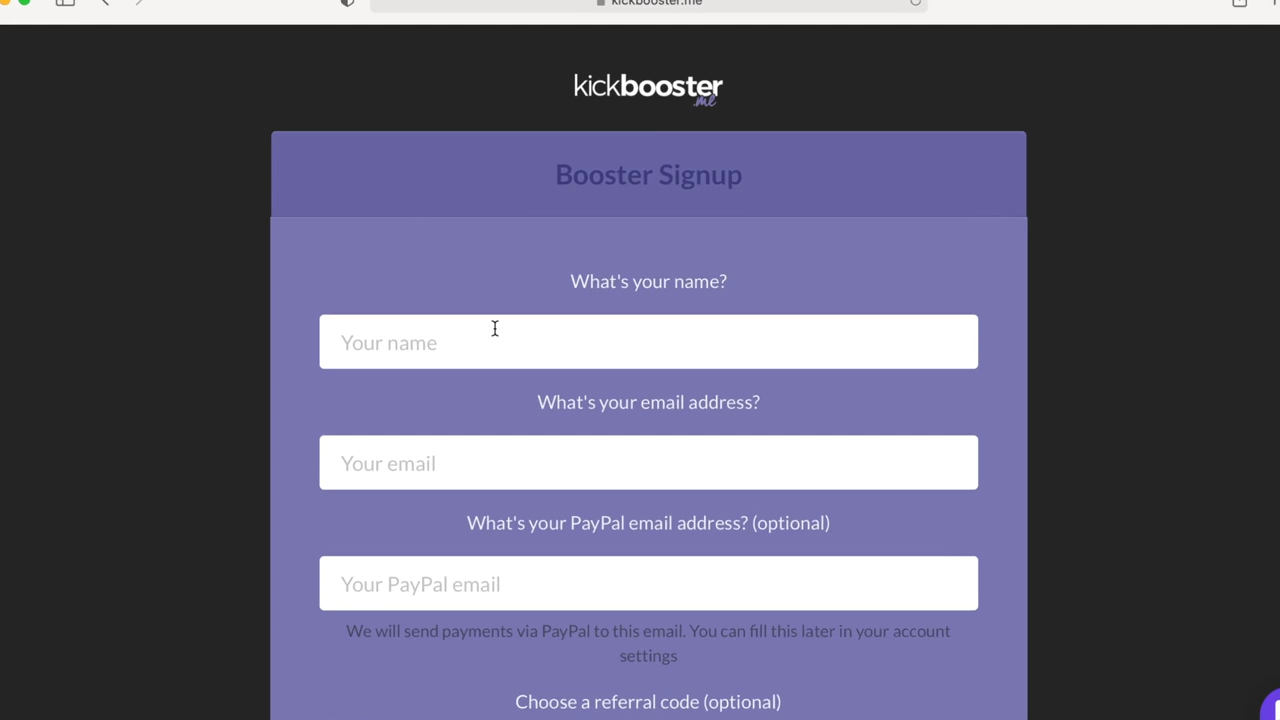 kickbooster.me
kickbooster
.me
Booster Signup
What's your name?
Your name
What's your email address?
Your email
What's your PayPal email address? (optional)
Your PayPal email
We will send payments via PayPal to this email. You can fill this later in your account
settings
Choose a referral code (optional)